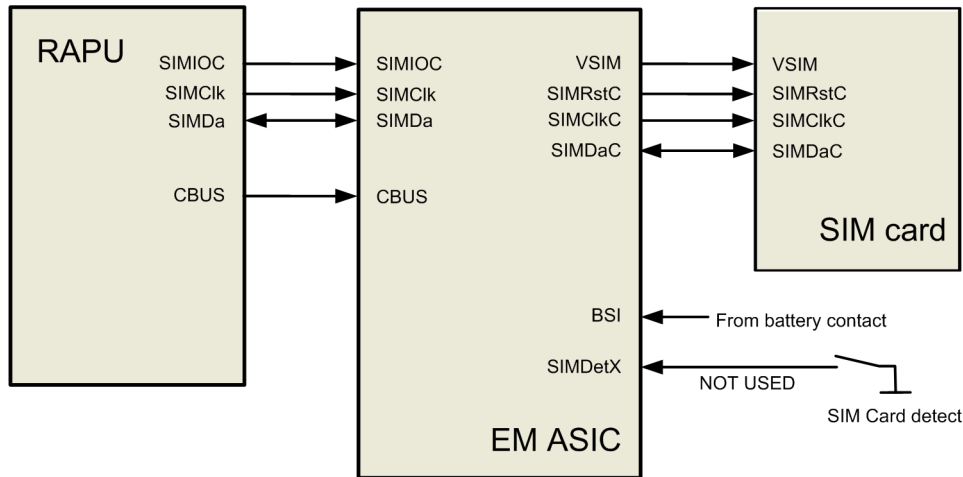 RAPU
SIMIOC
SIMClk
SIMDa
CBUS
SIMIOC
SIMClk
SIMDa
CBUS
VSIM
SIMRstC
SIMClkC
SIMDaC
BSI
SIMDetX
EM ASIC
VSIM
SIMRstC
SIMClkC
SIMDaC
SIM card
From battery contact
NOT USED
SIM Card detect